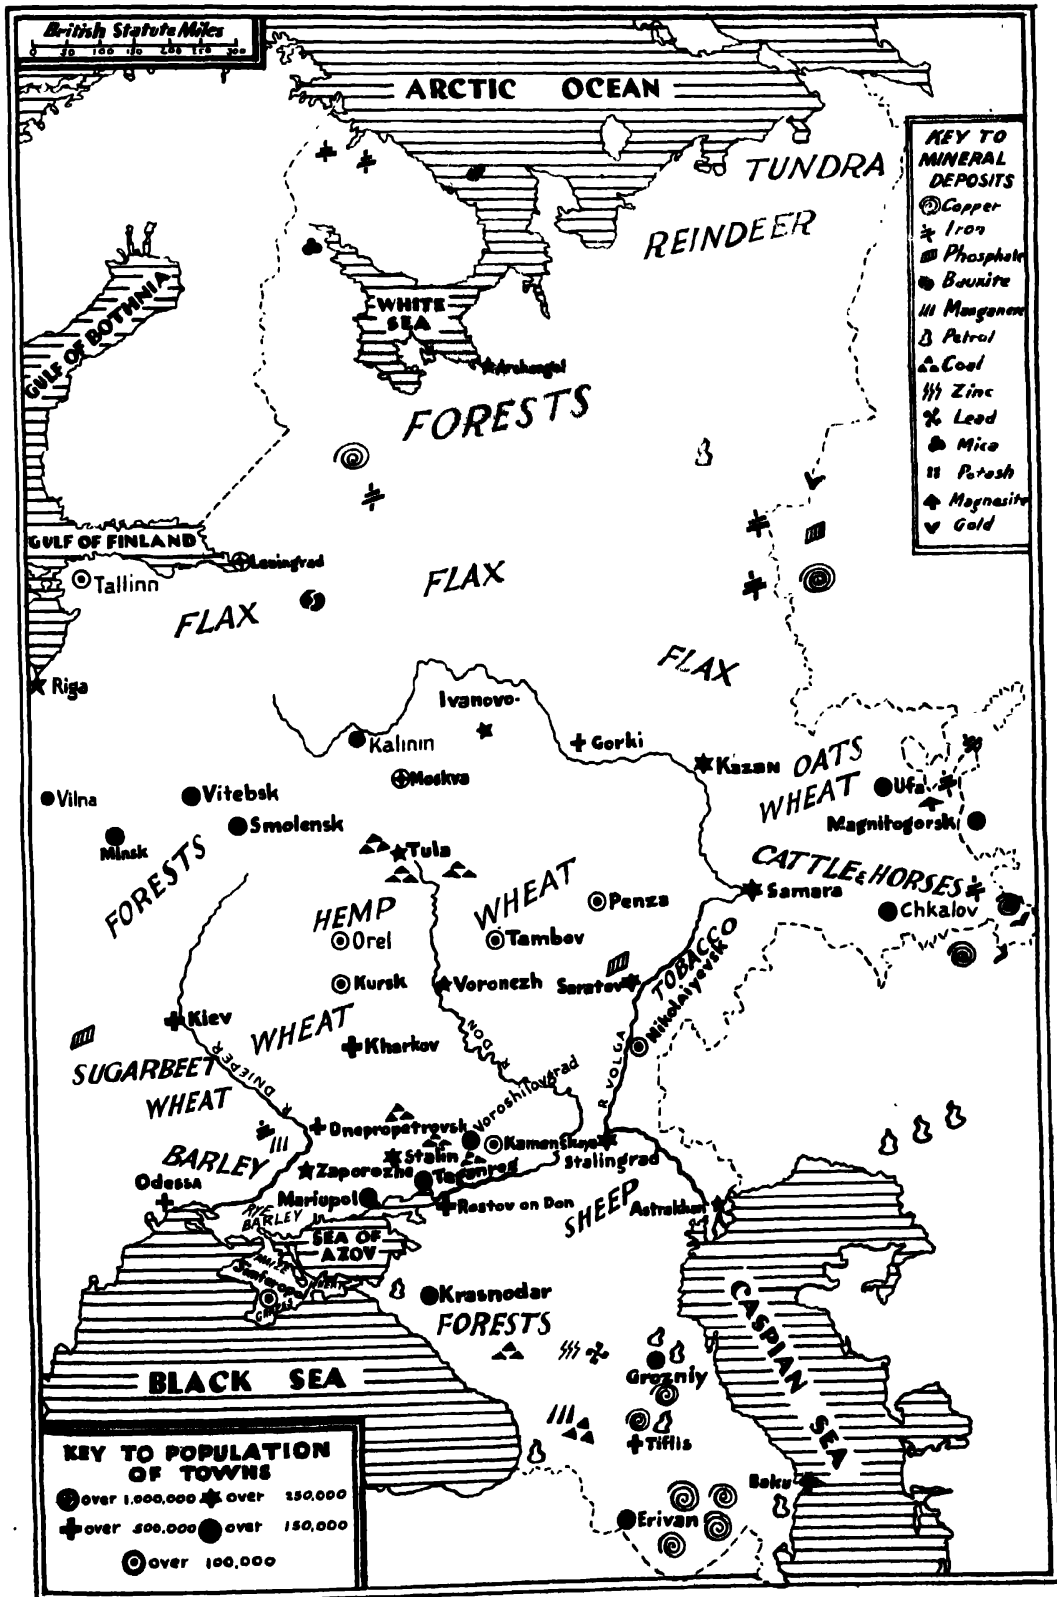 British Statute Miles
0 50 100 150 200 250 300
ARCTIC OCEAN
KEY TO
MINERAL
DEPOSITS
Copper
Iron
Phosphate
Bauxite
Manganese
Petrol
Coal
Zinc
Lead
Mica
Potash
Magnesite
Gold
TUNDRA
REINDEER
GULF OF BOTHNIA
WHITE
SEA
Archangel
FORESTS
GULF OF FINLAND
Leningrad
Tallinn
FLAX
FLAX
FLAX
Riga
Ivanovo
Kalinin
Gorki
Moskva
Kazan
OATS
WHEAT
Ufa
Magnitogorsk
Vilna
Vitebsk
Smolensk
Minsk
Tula
FORESTS
CATTLE & HORSES
Samara
Chkalov
HEMP
WHEAT
Penza
Orel
Tambov
TOBACCO
Nikolaiyevsk
Kursk
Voronezh
Saratov
Kiev
WHEAT
Kharkov
R DON
R VOLGA
SUGARBEET
R DNIEPER
WHEAT
Voroshilovgrad
Dnepropetrovsk
Kamenskaya
Stalingrad
BARLEY
Stalin
Zaporozhe
Taganrog
Odessa
Mariupol
Rostov on Don
SHEEP
Astrakhan
RYE
BARLEY
SEA OF
AZOV
MAIZE
Simferopol
WHEAT
GRAPES
Krasnodar
FORESTS
CASPIAN SEA
BLACK SEA
Grozniy
Tiflis
Baku
Erivan
KEY TO POPULATION
OF TOWNS
over 1,000,000 over 250,000
over 500,000 over 150,000
over 100,000